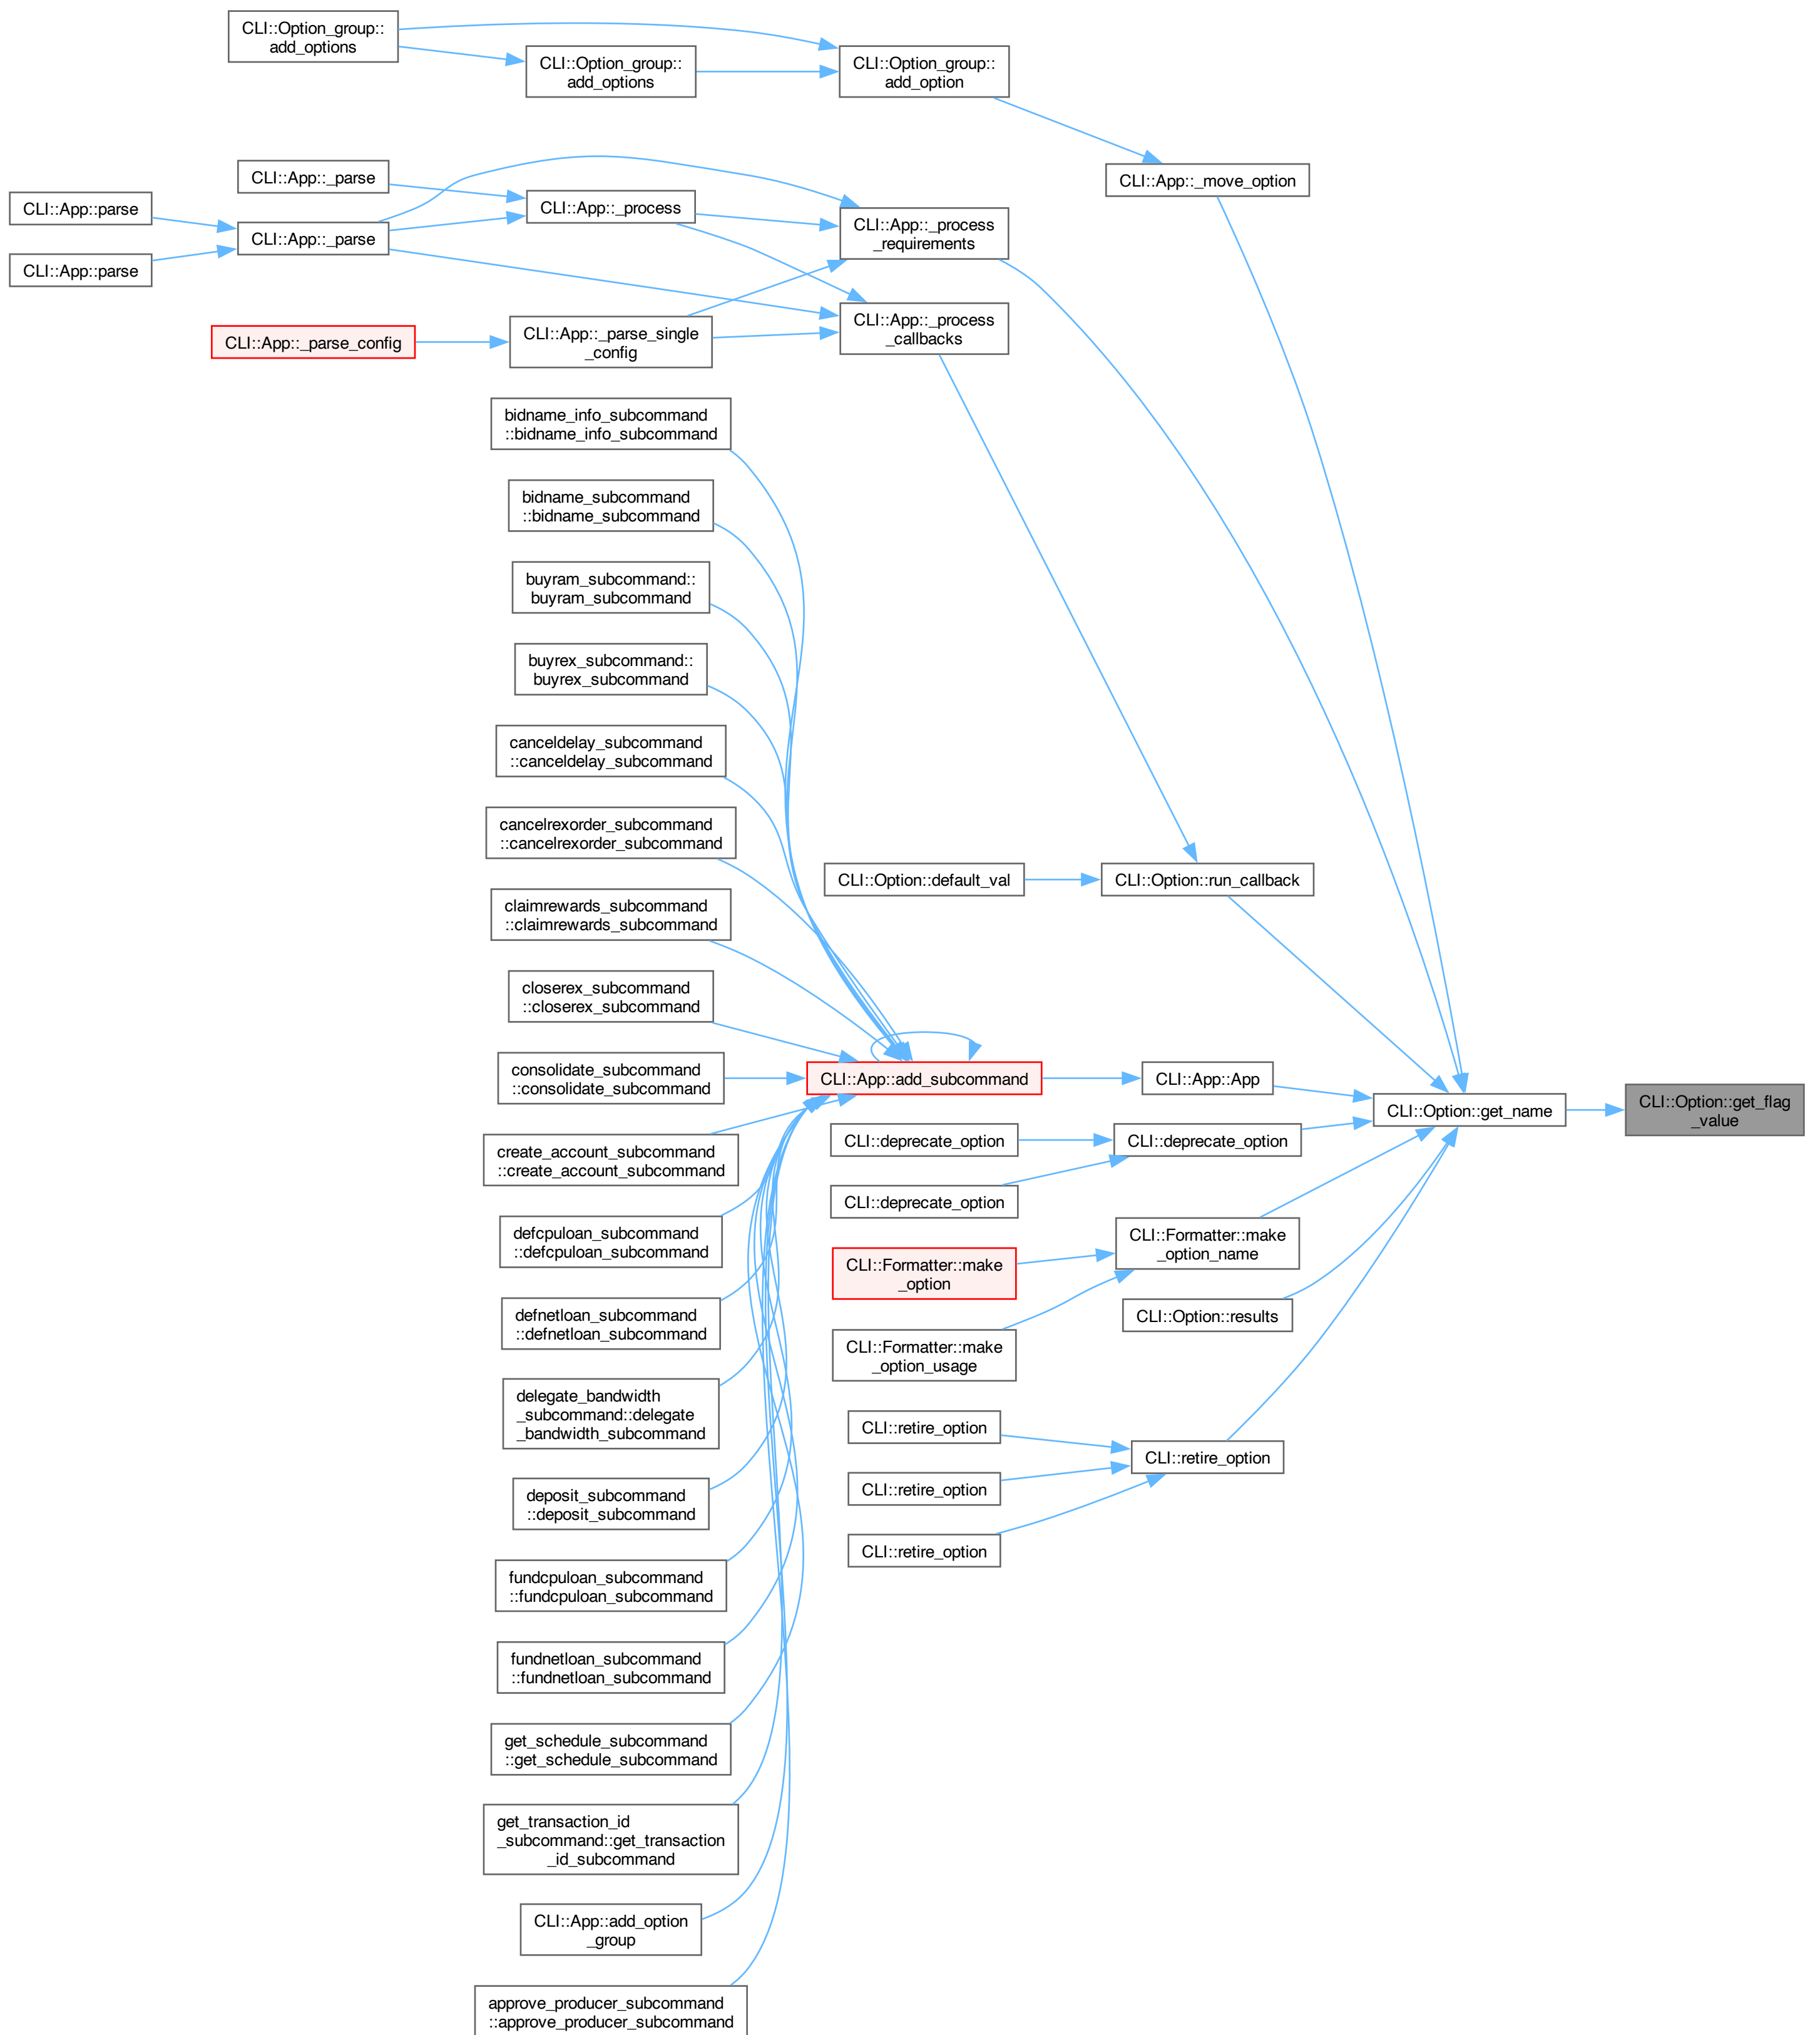 CLI::Option_group::
add_options
CLI::Option_group::
add_options
CLI::Option_group::
add_option
CLI::App::_move_option
CLI::App::_parse
CLI::App::parse
CLI::App::_parse
CLI::App::parse
CLI::App::_process
CLI::App::_process
_requirements
CLI::App::_parse_config
CLI::App::_parse_single
_config
CLI::App::_process
_callbacks
bidname_info_subcommand
::bidname_info_subcommand
bidname_subcommand
::bidname_subcommand
buyram_subcommand::
buyram_subcommand
buyrex_subcommand::
buyrex_subcommand
canceldelay_subcommand
::canceldelay_subcommand
cancelrexorder_subcommand
::cancelrexorder_subcommand
claimrewards_subcommand
::claimrewards_subcommand
closerex_subcommand
::closerex_subcommand
consolidate_subcommand
::consolidate_subcommand
create_account_subcommand
::create_account_subcommand
defcpuloan_subcommand
::defcpuloan_subcommand
defnetloan_subcommand
::defnetloan_subcommand
delegate_bandwidth
_subcommand::delegate
_bandwidth_subcommand
deposit_subcommand
::deposit_subcommand
fundcpuloan_subcommand
::fundcpuloan_subcommand
fundnetloan_subcommand
::fundnetloan_subcommand
get_schedule_subcommand
::get_schedule_subcommand
get_transaction_id
_subcommand::get_transaction
_id_subcommand
CLI::App::add_option
_group
approve_producer_subcommand
::approve_producer_subcommand
CLI::Option::default_val
CLI::Option::run_callback
CLI::App::add_subcommand
CLI::App::App
CLI::deprecate_option
CLI::deprecate_option
CLI::deprecate_option
CLI::Formatter::make
_option
CLI::Formatter::make
_option_usage
CLI::Formatter::make
_option_name
CLI::Option::results
CLI::retire_option
CLI::retire_option
CLI::retire_option
CLI::retire_option
CLI::Option::get_name
CLI::Option::get_flag
_value